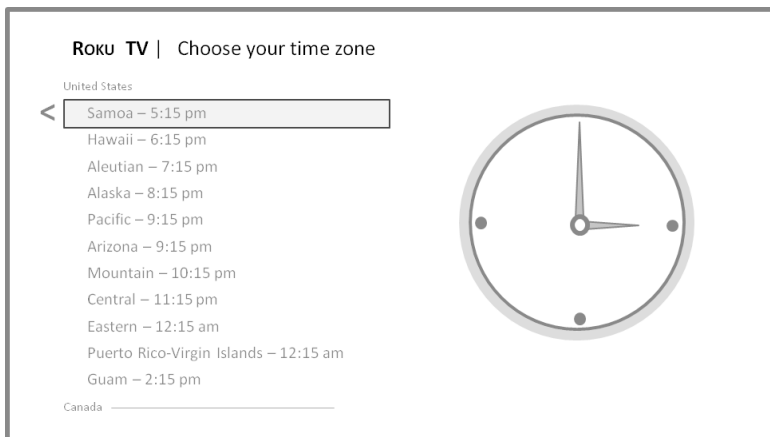 ROKU TV | Choose your time zone
United States
<
Samoa – 5:15 pm
Hawaii – 6:15 pm
Aleutian – 7:15 pm
Alaska – 8:15 pm
Pacific – 9:15 pm
Arizona – 9:15 pm
Mountain – 10:15 pm
Central – 11:15 pm
Eastern – 12:15 am
Puerto Rico-Virgin Islands – 12:15 am
Guam – 2:15 pm
Canada